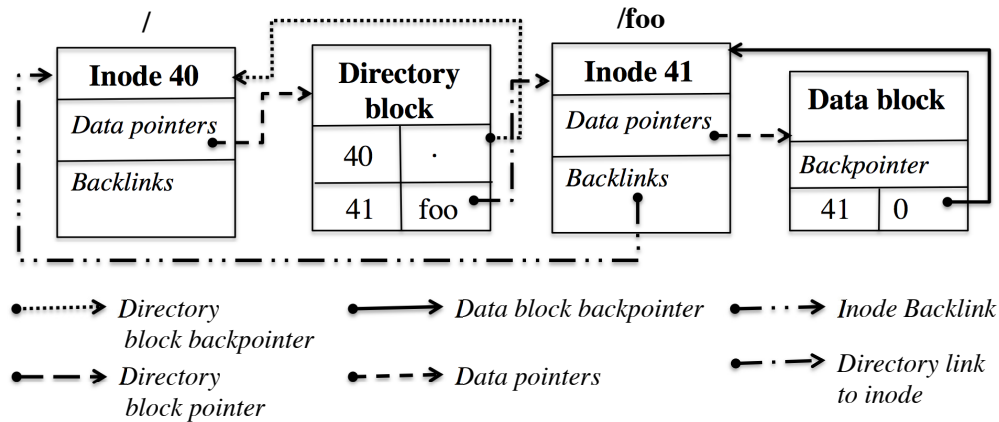 /
/foo
Inode 40
Data pointers
Backlinks
Directory
block
40 .
41 foo
Inode 41
Data pointers
Backlinks
Data block
Backpointer
41 0
Directory
block backpointer
Data block backpointer
Inode Backlink
Directory
block pointer
Data pointers
Directory link
to inode